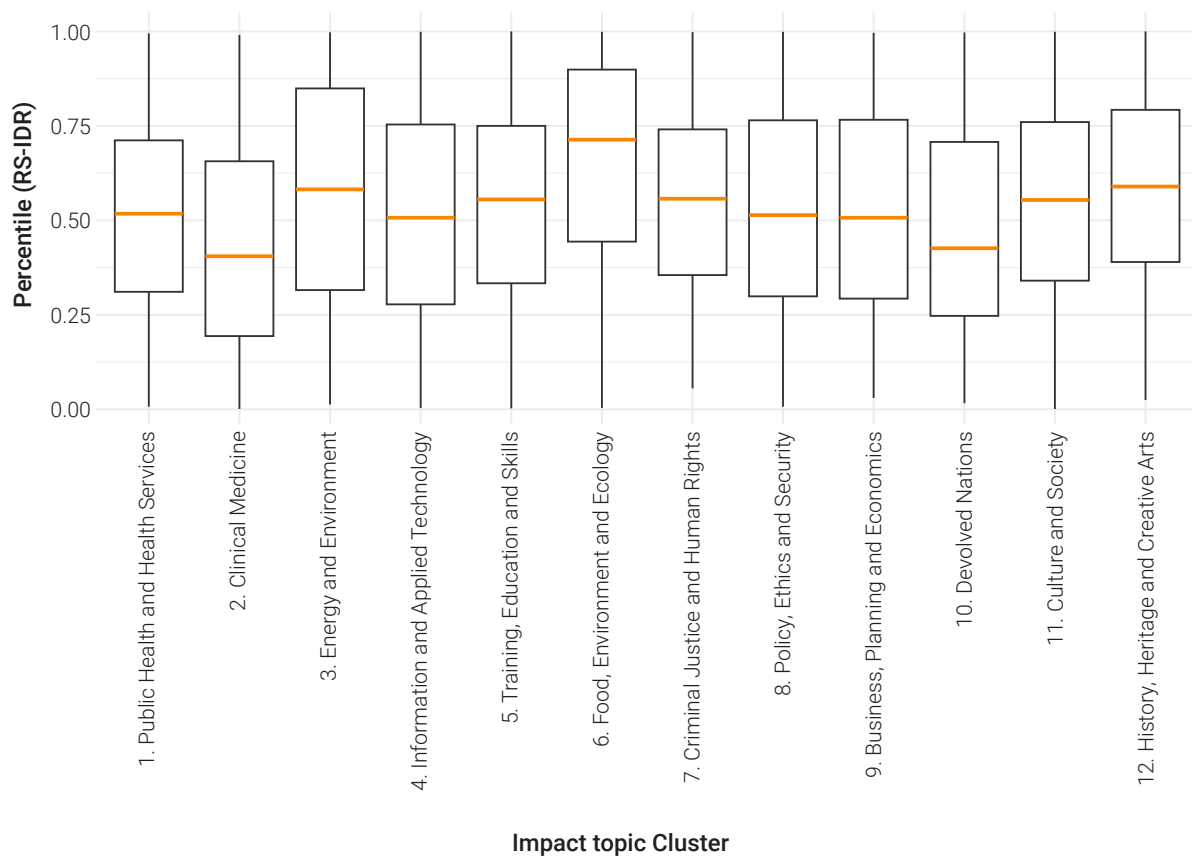 1.00
0.75
0.50
0.25
0.00
Percentile (RS-IDR)
1. Public Health and Health Services
2. Clinical Medicine
3. Energy and Environment
4. Information and Applied Technology
5. Training, Education and Skills
6. Food, Environment and Ecology
7. Criminal Justice and Human Rights
8. Policy, Ethics and Security
9. Business, Planning and Economics
10. Devolved Nations
11. Culture and Society
12. History, Heritage and Creative Arts
Impact topic Cluster